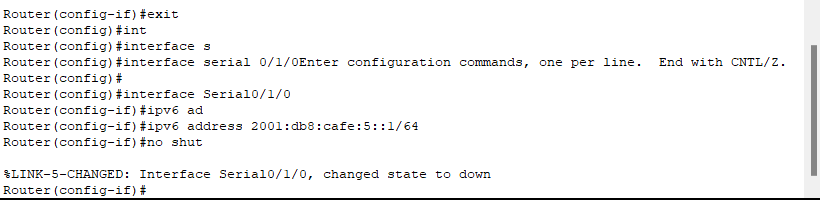 Router(config-if)#exit
Router(config)#int
Router(config)#interface s
Router(config)#interface serial 0/1/0Enter configuration commands, one per line.  End with CNTL/Z.
Router(config)#
Router(config)#interface Serial0/1/0
Router(config-if)#ipv6 ad
Router(config-if)#ipv6 address 2001:db8:cafe:5::1/64
Router(config-if)#no shut
%LINK-5-CHANGED: Interface Serial0/1/0, changed state to down
Router(config-if)#